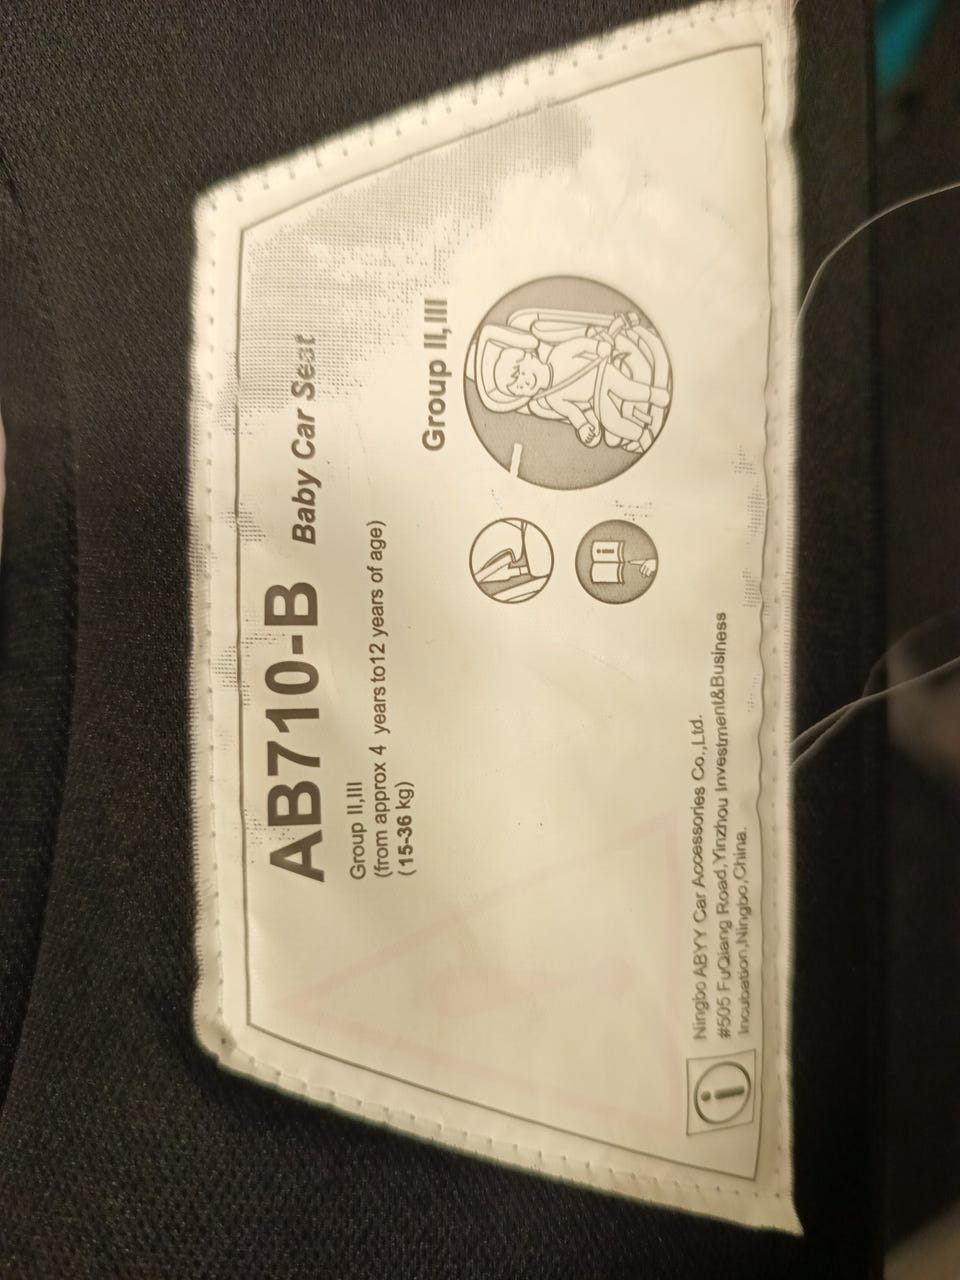 AB710-B Baby Car Seat
Group II,III
(from approx 4 years to12 years of age)
(15-36 kg)
Group II,III
i
i
Ningbo ABYY Car Accessories Co.,Ltd.
#505 FuQiang Road,Yinzhou Investment&Business
Incubation,Ningbo,China.